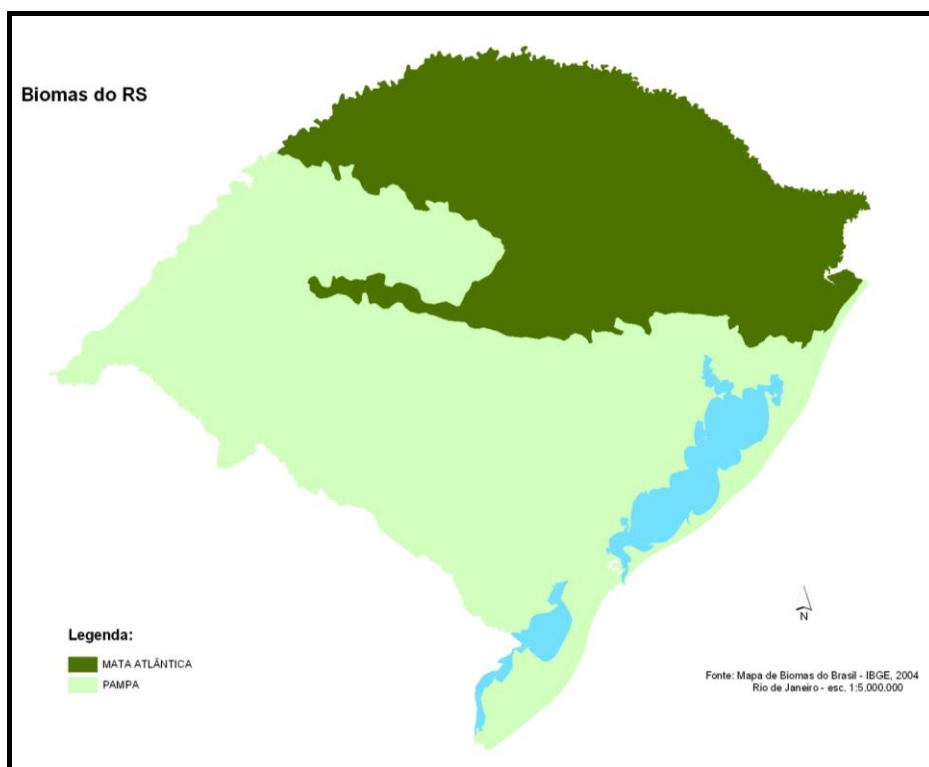 Biomas do RS
Legenda:
MATA ATLÂNTICA
PAMPA
N
Fonte: Mapa de Biomas do Brasil - IBGE, 2004
Rio de Janeiro - esc. 1:5.000.000